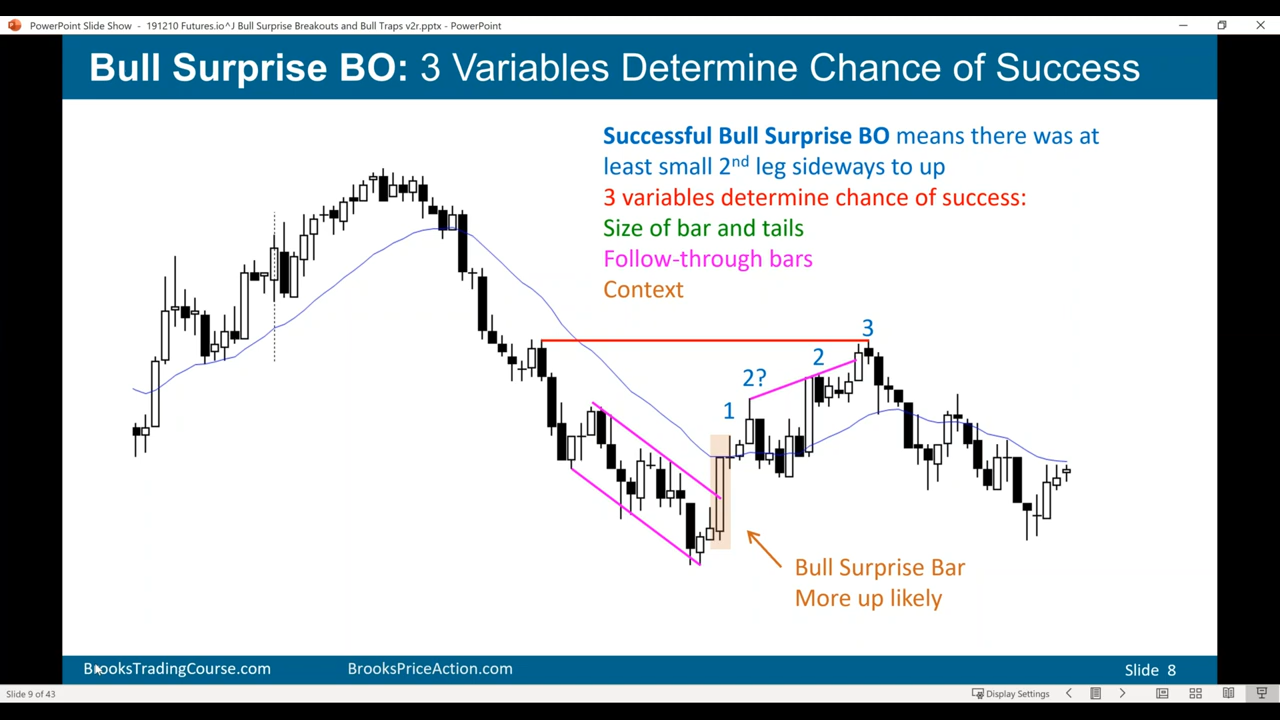 PowerPoint Slide Show - 191210 Futures.io^J Bull Surprise Breakouts and Bull Traps v2r.pptx - PowerPoint
Bull Surprise BO: 3 Variables Determine Chance of Success
Successful Bull Surprise BO means there was at
least small 2nd leg sideways to up
3 variables determine chance of success:
Size of bar and tails
Follow-through bars
Context
3
2
2?
1
Bull Surprise Bar
More up likely
BrooksTradingCourse.com
BrooksPriceAction.com
Slide 8
Slide 9 of 43
Display Settings